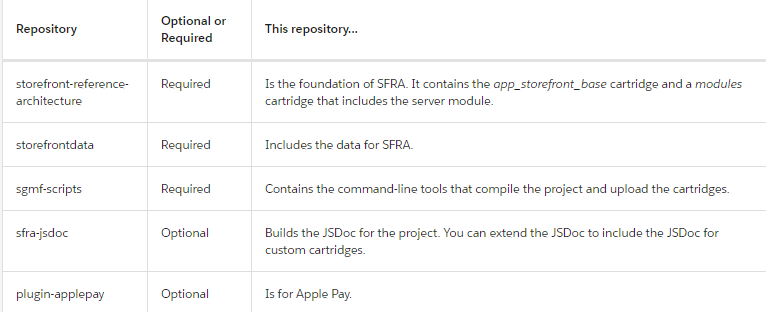 Repository
Optional or
Required
This repository...
storefront-reference-
architecture
Required
Is the foundation of SFRA. It contains the app_storefront_base cartridge and a modules
cartridge that includes the server module.
storefrontdata
Required
Includes the data for SFRA.
sgmf-scripts
Required
Contains the command-line tools that compile the project and upload the cartridges.
sfra-jsdoc
Optional
Builds the JSDoc for the project. You can extend the JSDoc to include the JSDoc for
custom cartridges.
plugin-applepay
Optional
Is for Apple Pay.